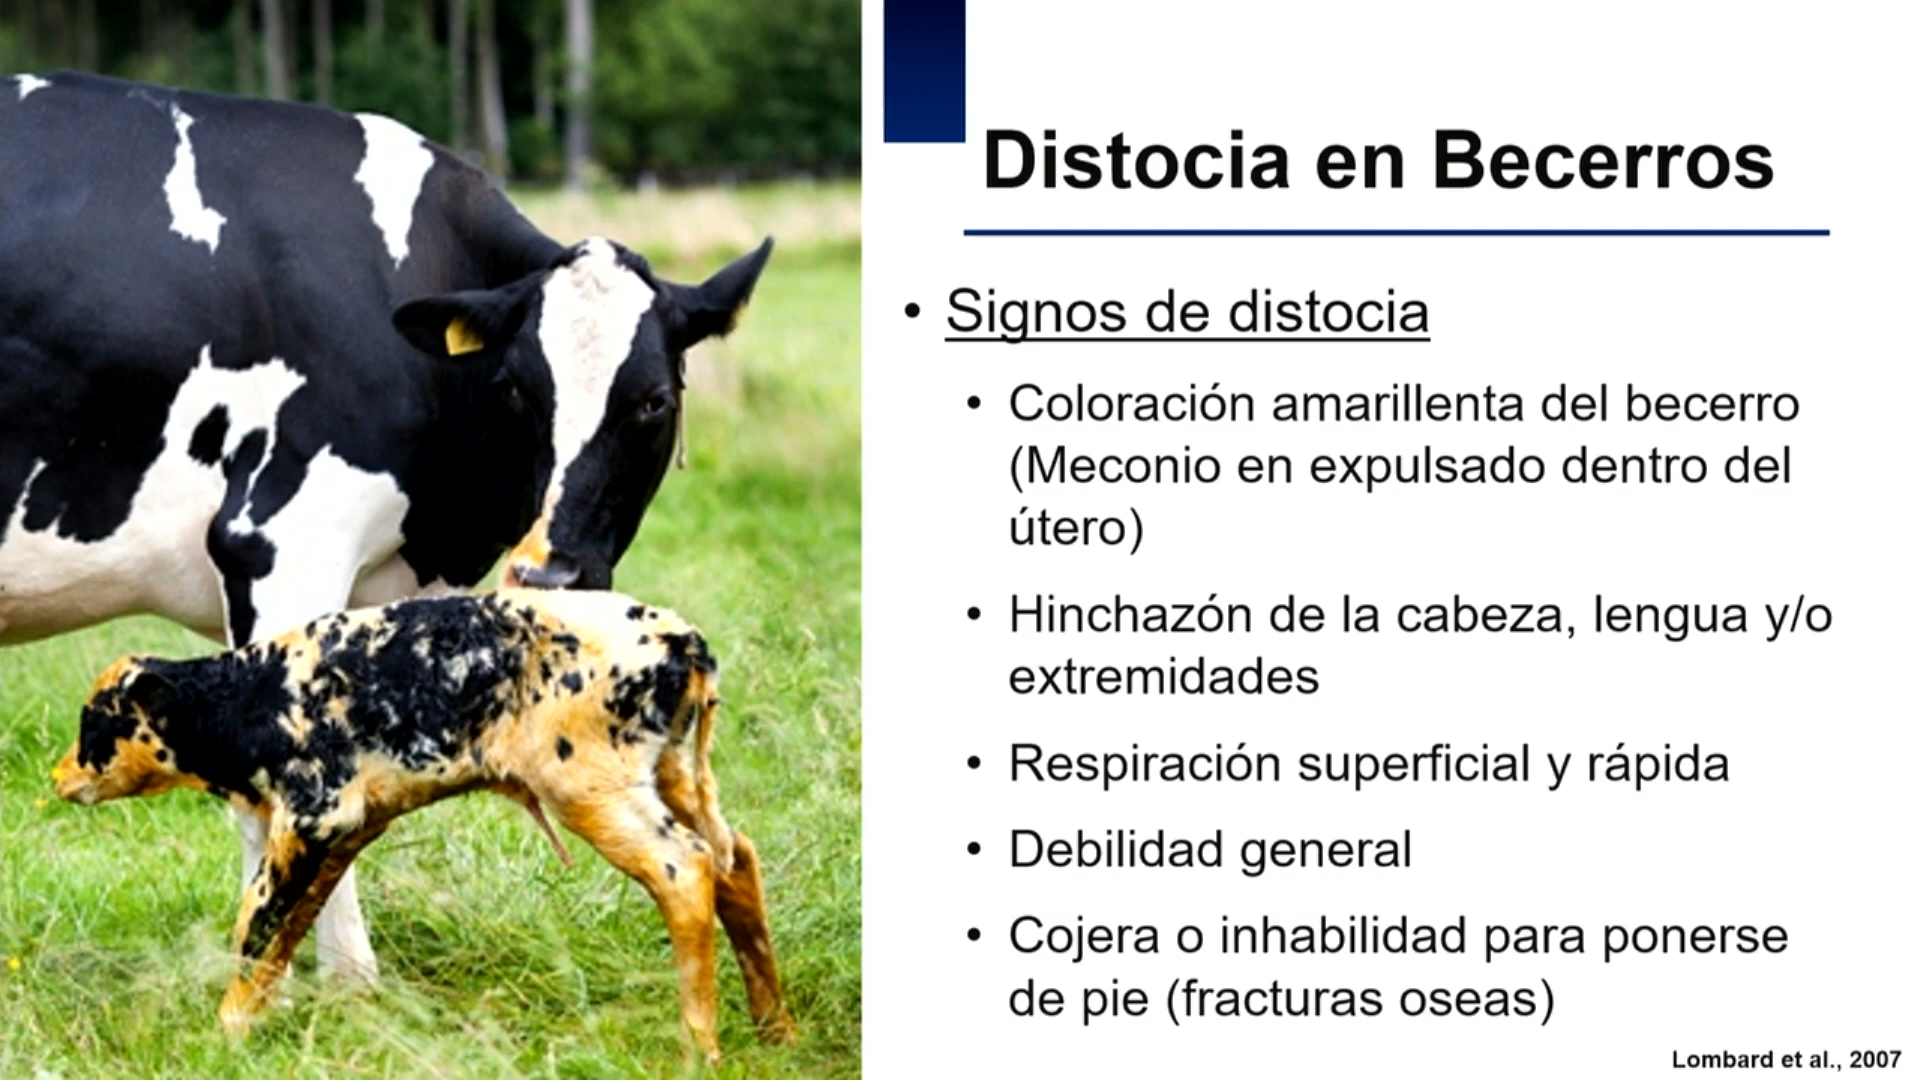 Distocia en Becerros
• Signos de distocia
• Coloración amarillenta del becerro
(Meconio en expulsado dentro del
útero)
• Hinchazón de la cabeza, lengua y/o
extremidades
• Respiración superficial y rápida
• Debilidad general
• Cojera o inhabilidad para ponerse
de pie (fracturas oseas)
Lombard et al., 2007